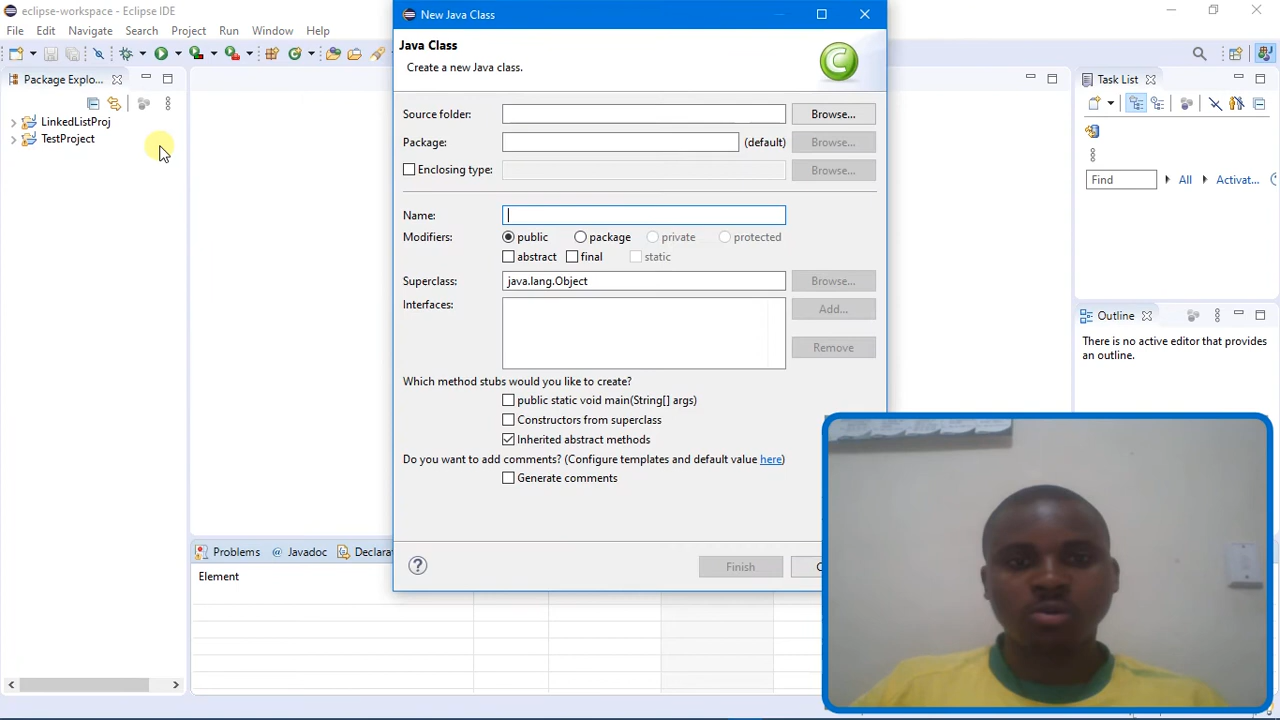 eclipse-workspace - Eclipse IDE
File Edit Navigate Search Project Run Window Help
Package Explo...
LinkedListProj
TestProject
New Java Class
Java Class
Create a new Java class.
Source folder: Browse...
Package: (default) Browse...
Enclosing type: Browse...
Name:
Modifiers: public package private protected
abstract final static
Superclass: java.lang.Object Browse...
Interfaces: Add...
Remove
Which method stubs would you like to create?
public static void main(String[] args)
Constructors from superclass
Inherited abstract methods
Do you want to add comments? (Configure templates and default value here)
Generate comments
Finish
Problems @ Javadoc Declara
Element
Task List
Find All Activat...
Outline
There is no active editor that provides
an outline.